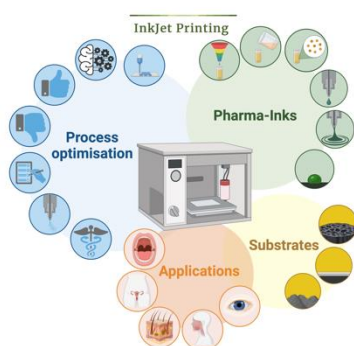 InkJet Printing
Process
optimisation
Pharma-Inks
Substrates
Applications